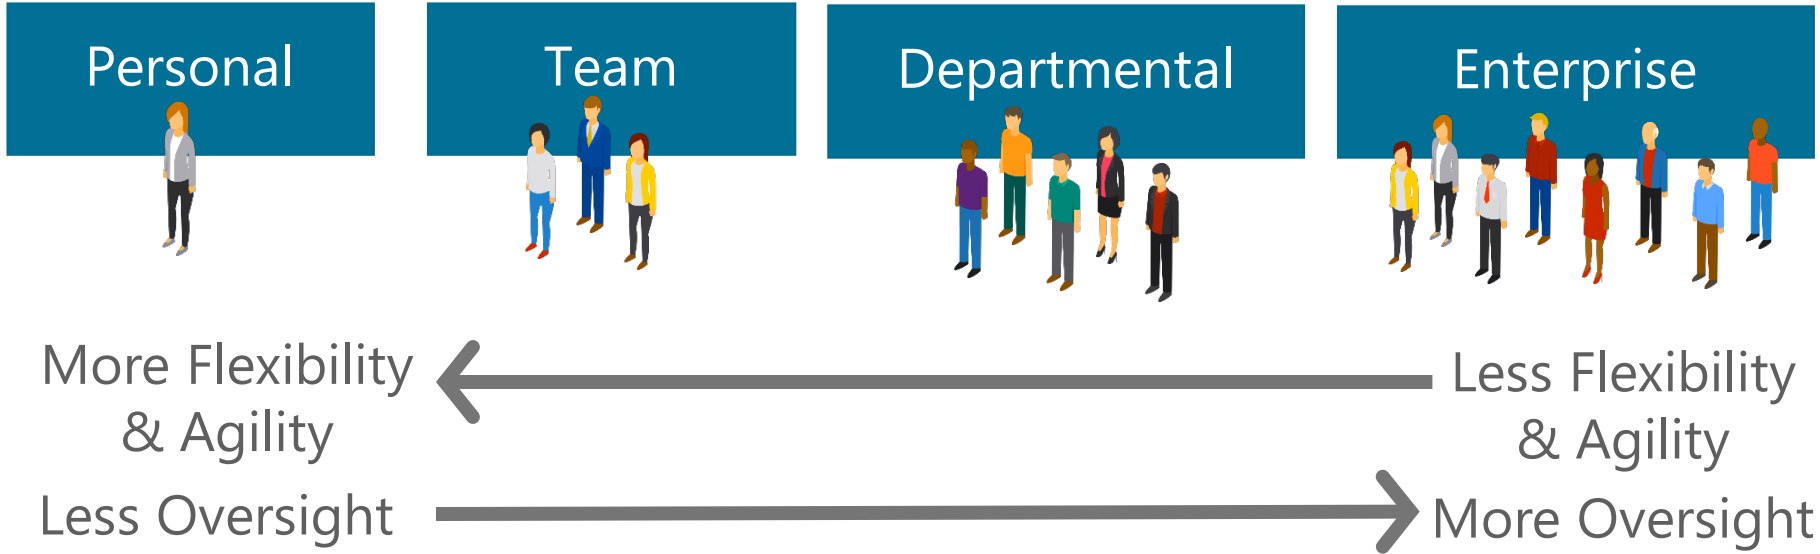 Personal
Team
Departmental
Enterprise
More Flexibility
& Agility
Less Flexibility
& Agility
Less Oversight
More Oversight